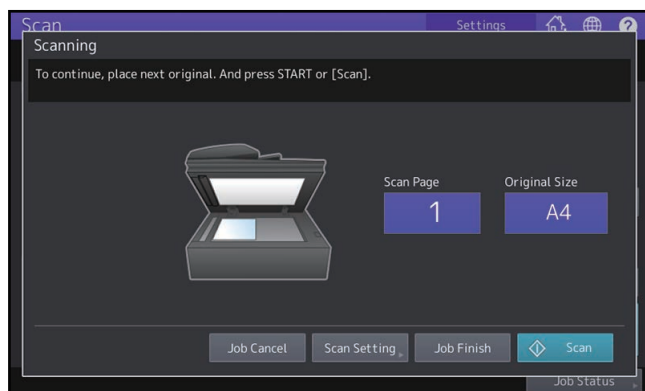 Scan
Settings
?
Scanning
To continue, place next original. And press START or [Scan].
Scan Page
Original Size
1
A4
Job Cancel
Scan Setting
Job Finish
Scan
Job Status